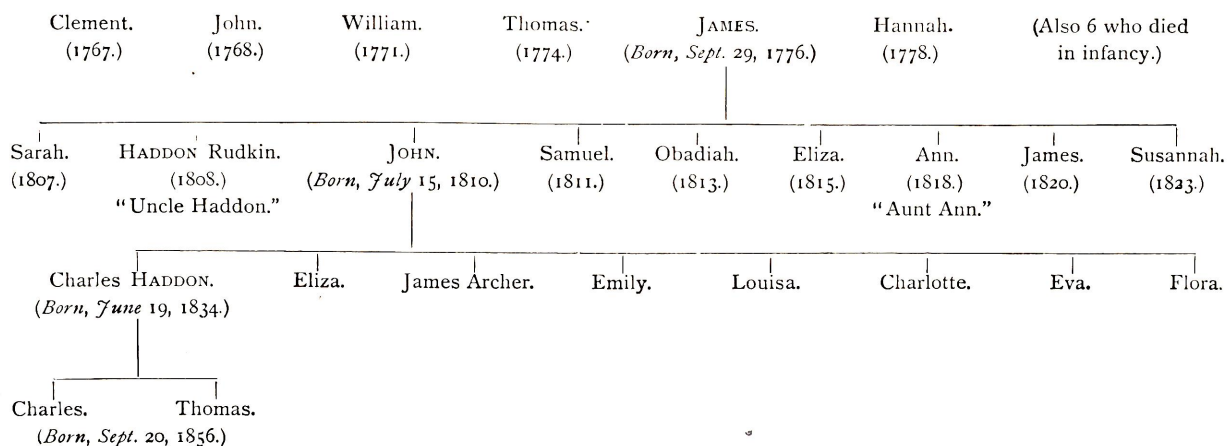 Clement. John. William. Thomas. JAMES. Hannah. (Also 6 who died
(1767.) (1768.) (1771.) (1774.) (Born, Sept. 29, 1776.) (1778.) in infancy.)
Sarah. HADDON Rudkin. JOHN. Samuel. Obadiah. Eliza. Ann. James. Susannah.
(1807.) (1808.) (Born, July 15, 1810.) (1811.) (1813.) (1815.) (1818.) (1820.) (1823.)
"Uncle Haddon." "Aunt Ann."
Charles HADDON. Eliza. James Archer. Emily. Louisa. Charlotte. Eva. Flora.
(Born, June 19, 1834.)
Charles. Thomas.
(Born, Sept. 20, 1856.)